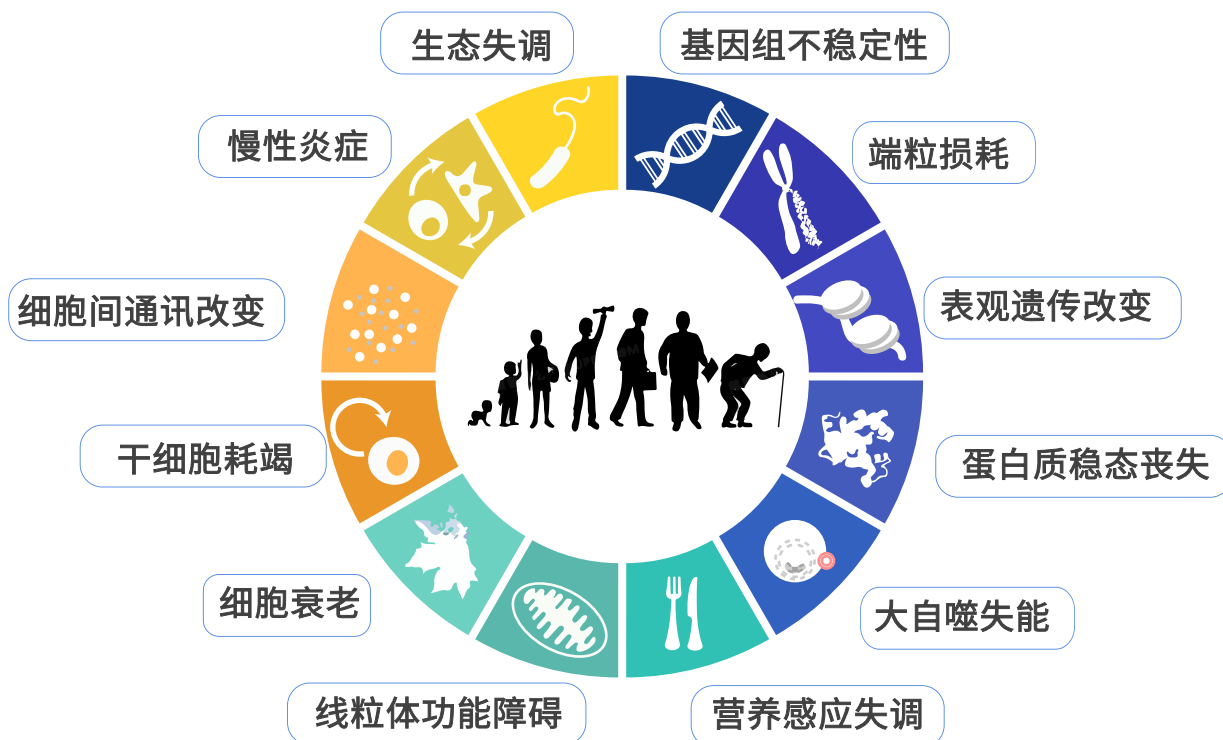 生态失调
基因组不稳定性
慢性炎症
端粒损耗
细胞间通讯改变
表观遗传改变
干细胞耗竭
蛋白质稳态丧失
细胞衰老
大自噬失能
线粒体功能障碍
营养感应失调